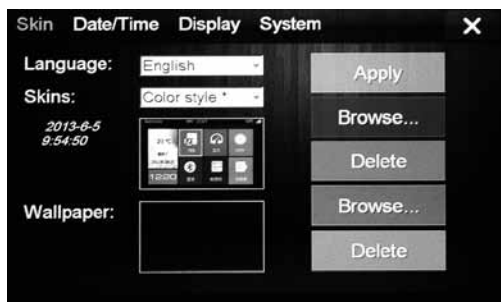 Skin Date/Time Display System
Language: English
Apply
Skins: Color style *
Browse...
2013-6-5
9:54:50
Delete
1220
Wallpaper:
Browse...
Delete